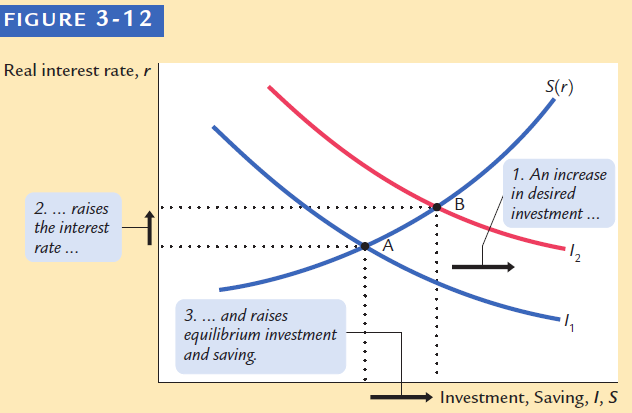 FIGURE 3-12
Real interest rate, r
S(r)
1. An increase
in desired
investment ...
2. ... raises
the interest
rate ...
B
A
I2
I1
3. ... and raises
equilibrium investment
and saving.
Investment, Saving, I, S